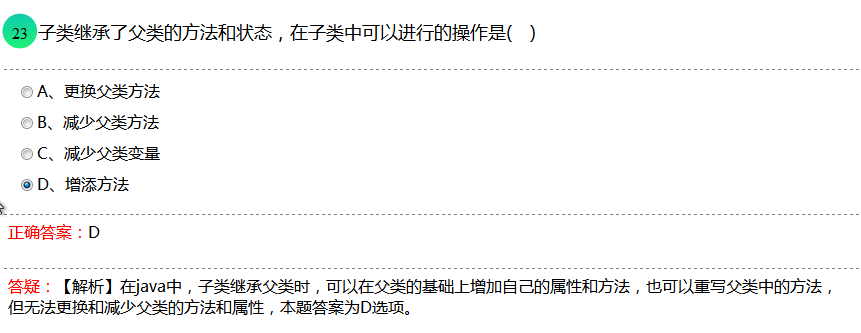 23 子类继承了父类的方法和状态，在子类中可以进行的操作是( )
A、更换父类方法
B、减少父类方法
C、减少父类变量
D、增添方法
正确答案：D
答疑：【解析】在java中，子类继承父类时，可以在父类的基础上增加自己的属性和方法，也可以重写父类中的方法，
但无法更换和减少父类的方法和属性，本题答案为D选项。